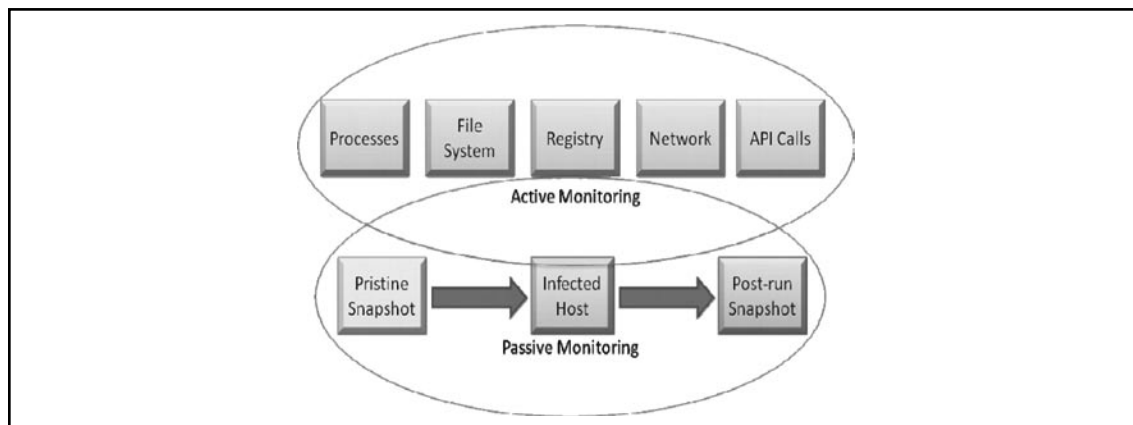 Processes
File
System
Registry
Network
API Calls
Active Monitoring
Pristine
Snapshot
Infected
Host
Post-run
Snapshot
Passive Monitoring